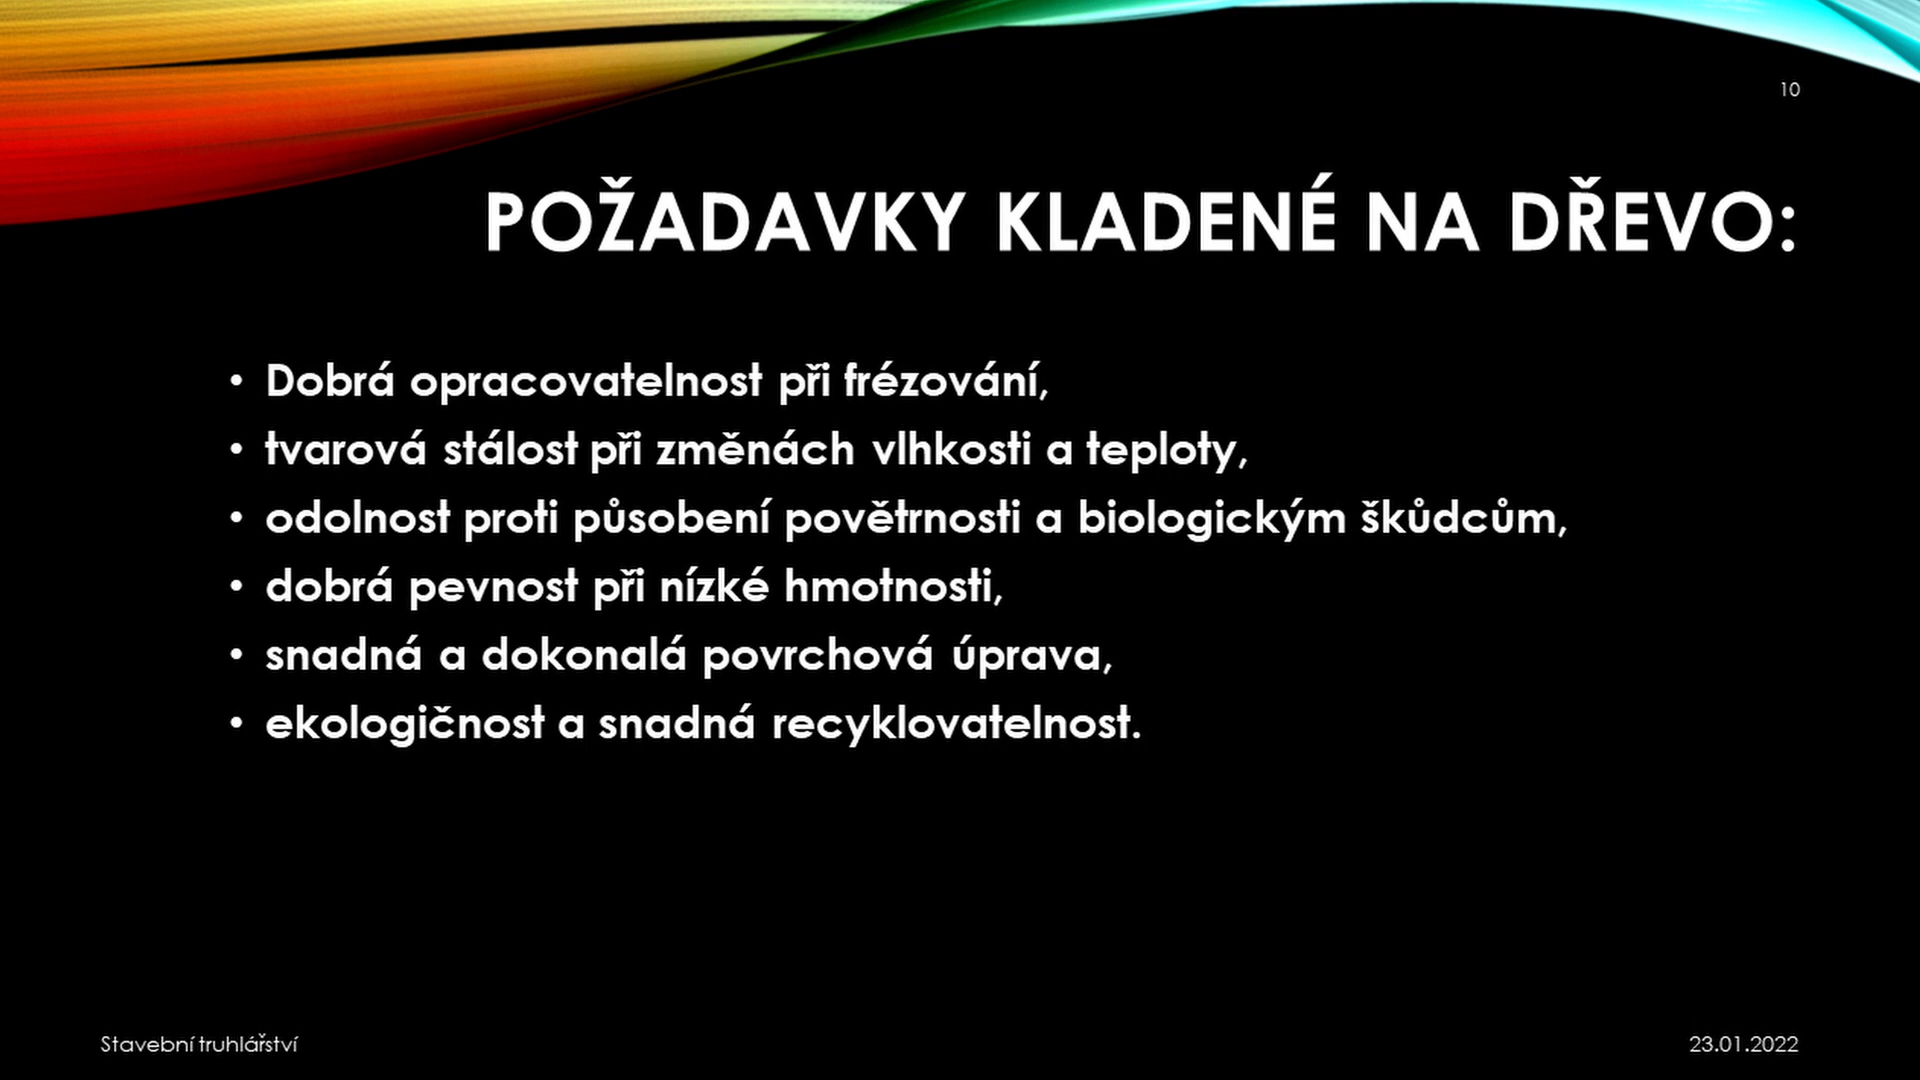 10
POŽADAVKY KLADENÉ NA DŘEVO:
• Dobrá opracovatelnost při frézování,
• tvarová stálost při změnách vlhkosti a teploty,
• odolnost proti působení povětrnosti a biologickým škůdcům,
• dobrá pevnost při nízké hmotnosti,
• snadná a dokonalá povrchová úprava,
• ekologičnost a snadná recyklovatelnost.
Stavební truhlářství
23.01.2022